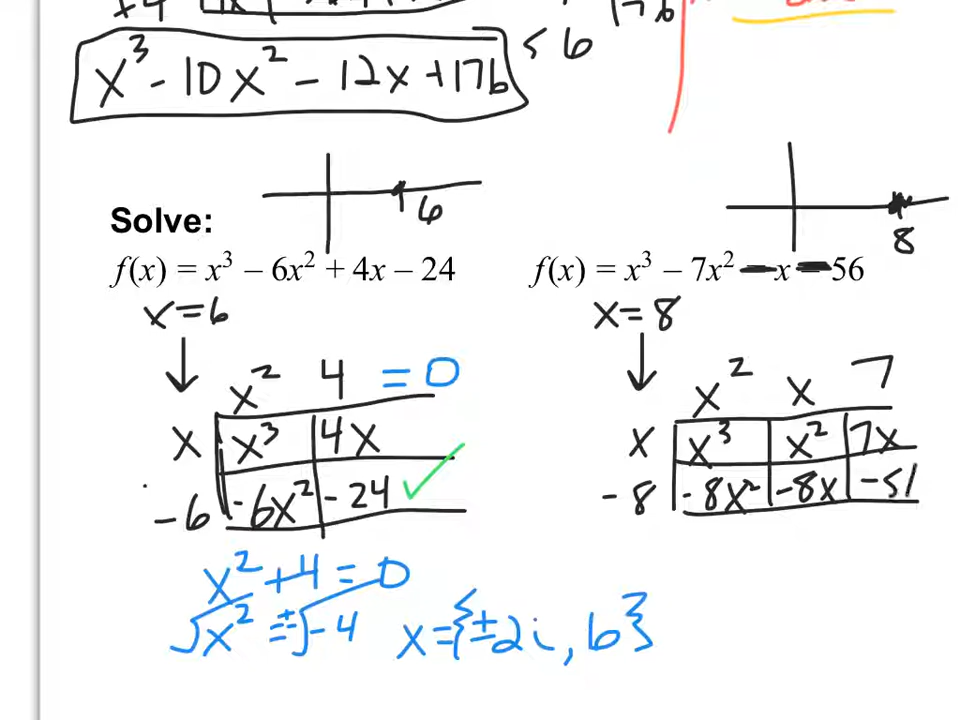 x³ - 10x² - 12x + 176
< 6
176
6
8
Solve:
f(x) = x³ – 6x² + 4x – 24
f(x) = x³ – 7x² – x – 56
x = 6
x = 8
x² 4 = 0
x² x 7
x x³ 4x
x x³ x² 7x
-6 -6x² -24 ✓
-8 -8x² -8x -51
x² + 4 = 0
√x² = ±√-4 x = {±2i, 6}